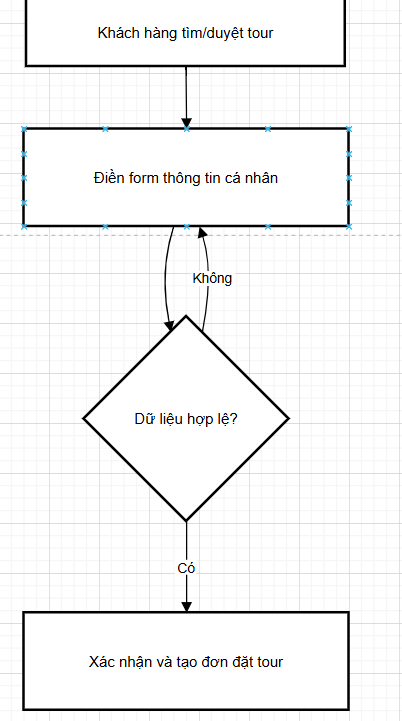 Khách hàng tìm/duyệt tour
Điền form thông tin cá nhân
Không
Dữ liệu hợp lệ?
Có
Xác nhận và tạo đơn đặt tour